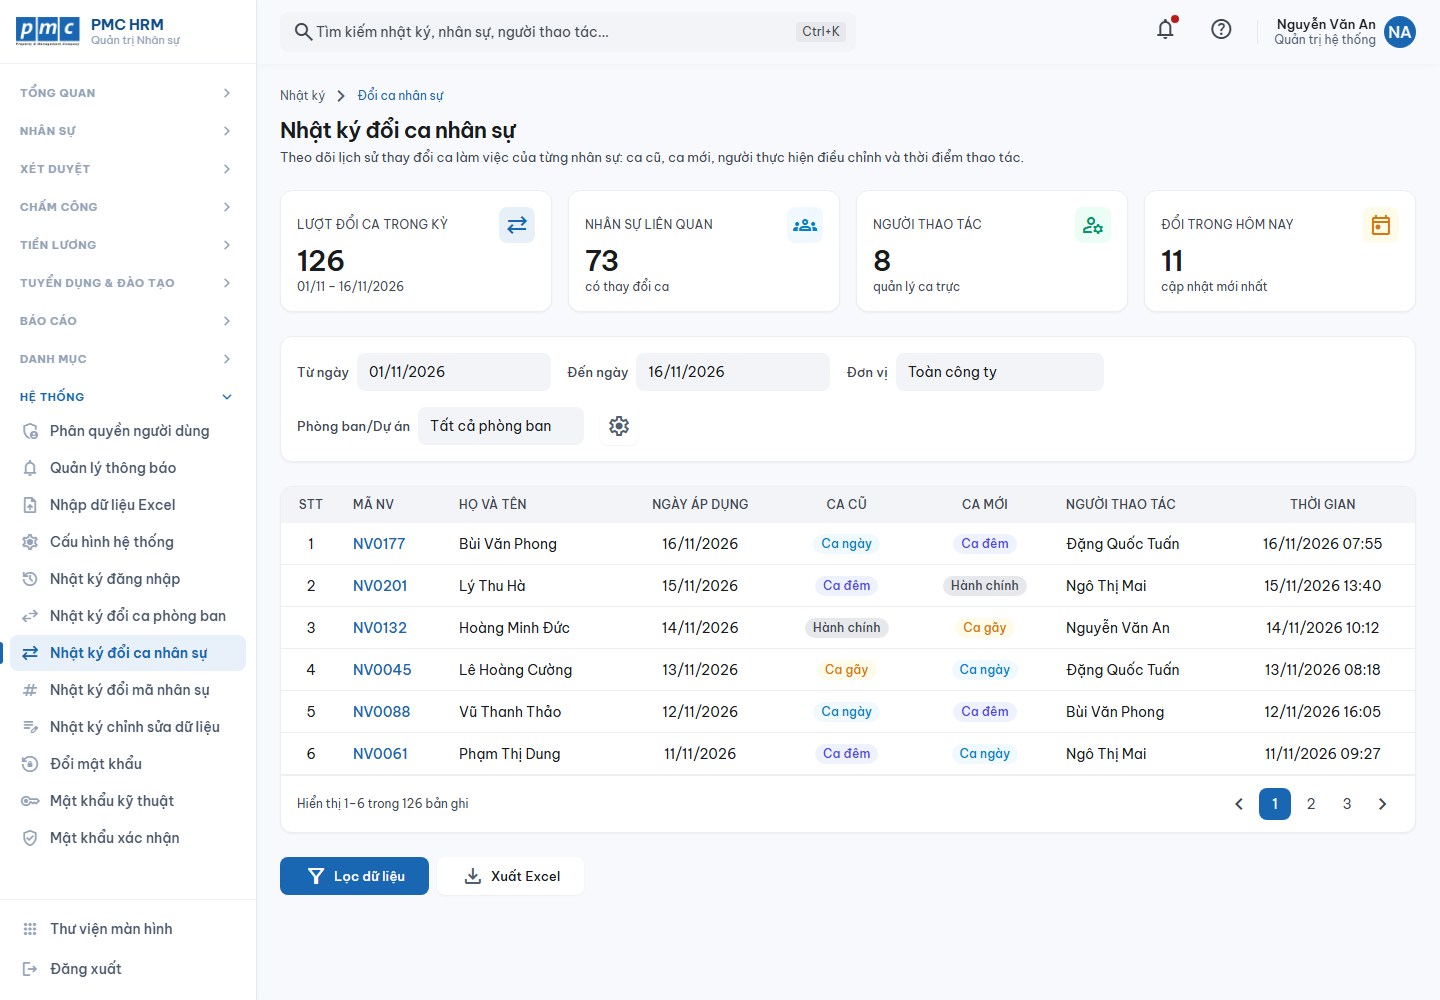 pmc
PMC HRM
Quản trị Nhân sự
Tìm kiếm nhật ký, nhân sự, người thao tác...
Ctrl+K
Nguyễn Văn An
Quản trị hệ thống
NA
TỔNG QUAN
NHÂN SỰ
XÉT DUYỆT
CHẤM CÔNG
TIỀN LƯƠNG
TUYỂN DỤNG & ĐÀO TẠO
BÁO CÁO
DANH MỤC
HỆ THỐNG
Phân quyền người dùng
Quản lý thông báo
Nhập dữ liệu Excel
Cấu hình hệ thống
Nhật ký đăng nhập
Nhật ký đổi ca phòng ban
Nhật ký đổi ca nhân sự
Nhật ký đổi mã nhân sự
Nhật ký chỉnh sửa dữ liệu
Đổi mật khẩu
Mật khẩu kỹ thuật
Mật khẩu xác nhận
Thư viện màn hình
Đăng xuất
Nhật ký
Đổi ca nhân sự
Nhật ký đổi ca nhân sự
Theo dõi lịch sử thay đổi ca làm việc của từng nhân sự: ca cũ, ca mới, người thực hiện điều chỉnh và thời điểm thao tác.
LƯỢT ĐỔI CA TRONG KỲ
126
01/11 – 16/11/2026
NHÂN SỰ LIÊN QUAN
73
có thay đổi ca
NGƯỜI THAO TÁC
8
quản lý ca trực
ĐỔI TRONG HÔM NAY
11
cập nhật mới nhất
Từ ngày 01/11/2026 Đến ngày 16/11/2026 Đơn vị Toàn công ty
Phòng ban/Dự án Tất cả phòng ban
STT MÃ NV HỌ VÀ TÊN NGÀY ÁP DỤNG CA CŨ CA MỚI NGƯỜI THAO TÁC THỜI GIAN
1 NV0177 Bùi Văn Phong 16/11/2026 Ca ngày Ca đêm Đặng Quốc Tuấn 16/11/2026 07:55
2 NV0201 Lý Thu Hà 15/11/2026 Ca đêm Hành chính Ngô Thị Mai 15/11/2026 13:40
3 NV0132 Hoàng Minh Đức 14/11/2026 Hành chính Ca gãy Nguyễn Văn An 14/11/2026 10:12
4 NV0045 Lê Hoàng Cường 13/11/2026 Ca gãy Ca ngày Đặng Quốc Tuấn 13/11/2026 08:18
5 NV0088 Vũ Thanh Thảo 12/11/2026 Ca ngày Ca đêm Bùi Văn Phong 12/11/2026 16:05
6 NV0061 Phạm Thị Dung 11/11/2026 Ca đêm Ca ngày Ngô Thị Mai 11/11/2026 09:27
Hiển thị 1–6 trong 126 bản ghi
1 2 3
Lọc dữ liệu
Xuất Excel